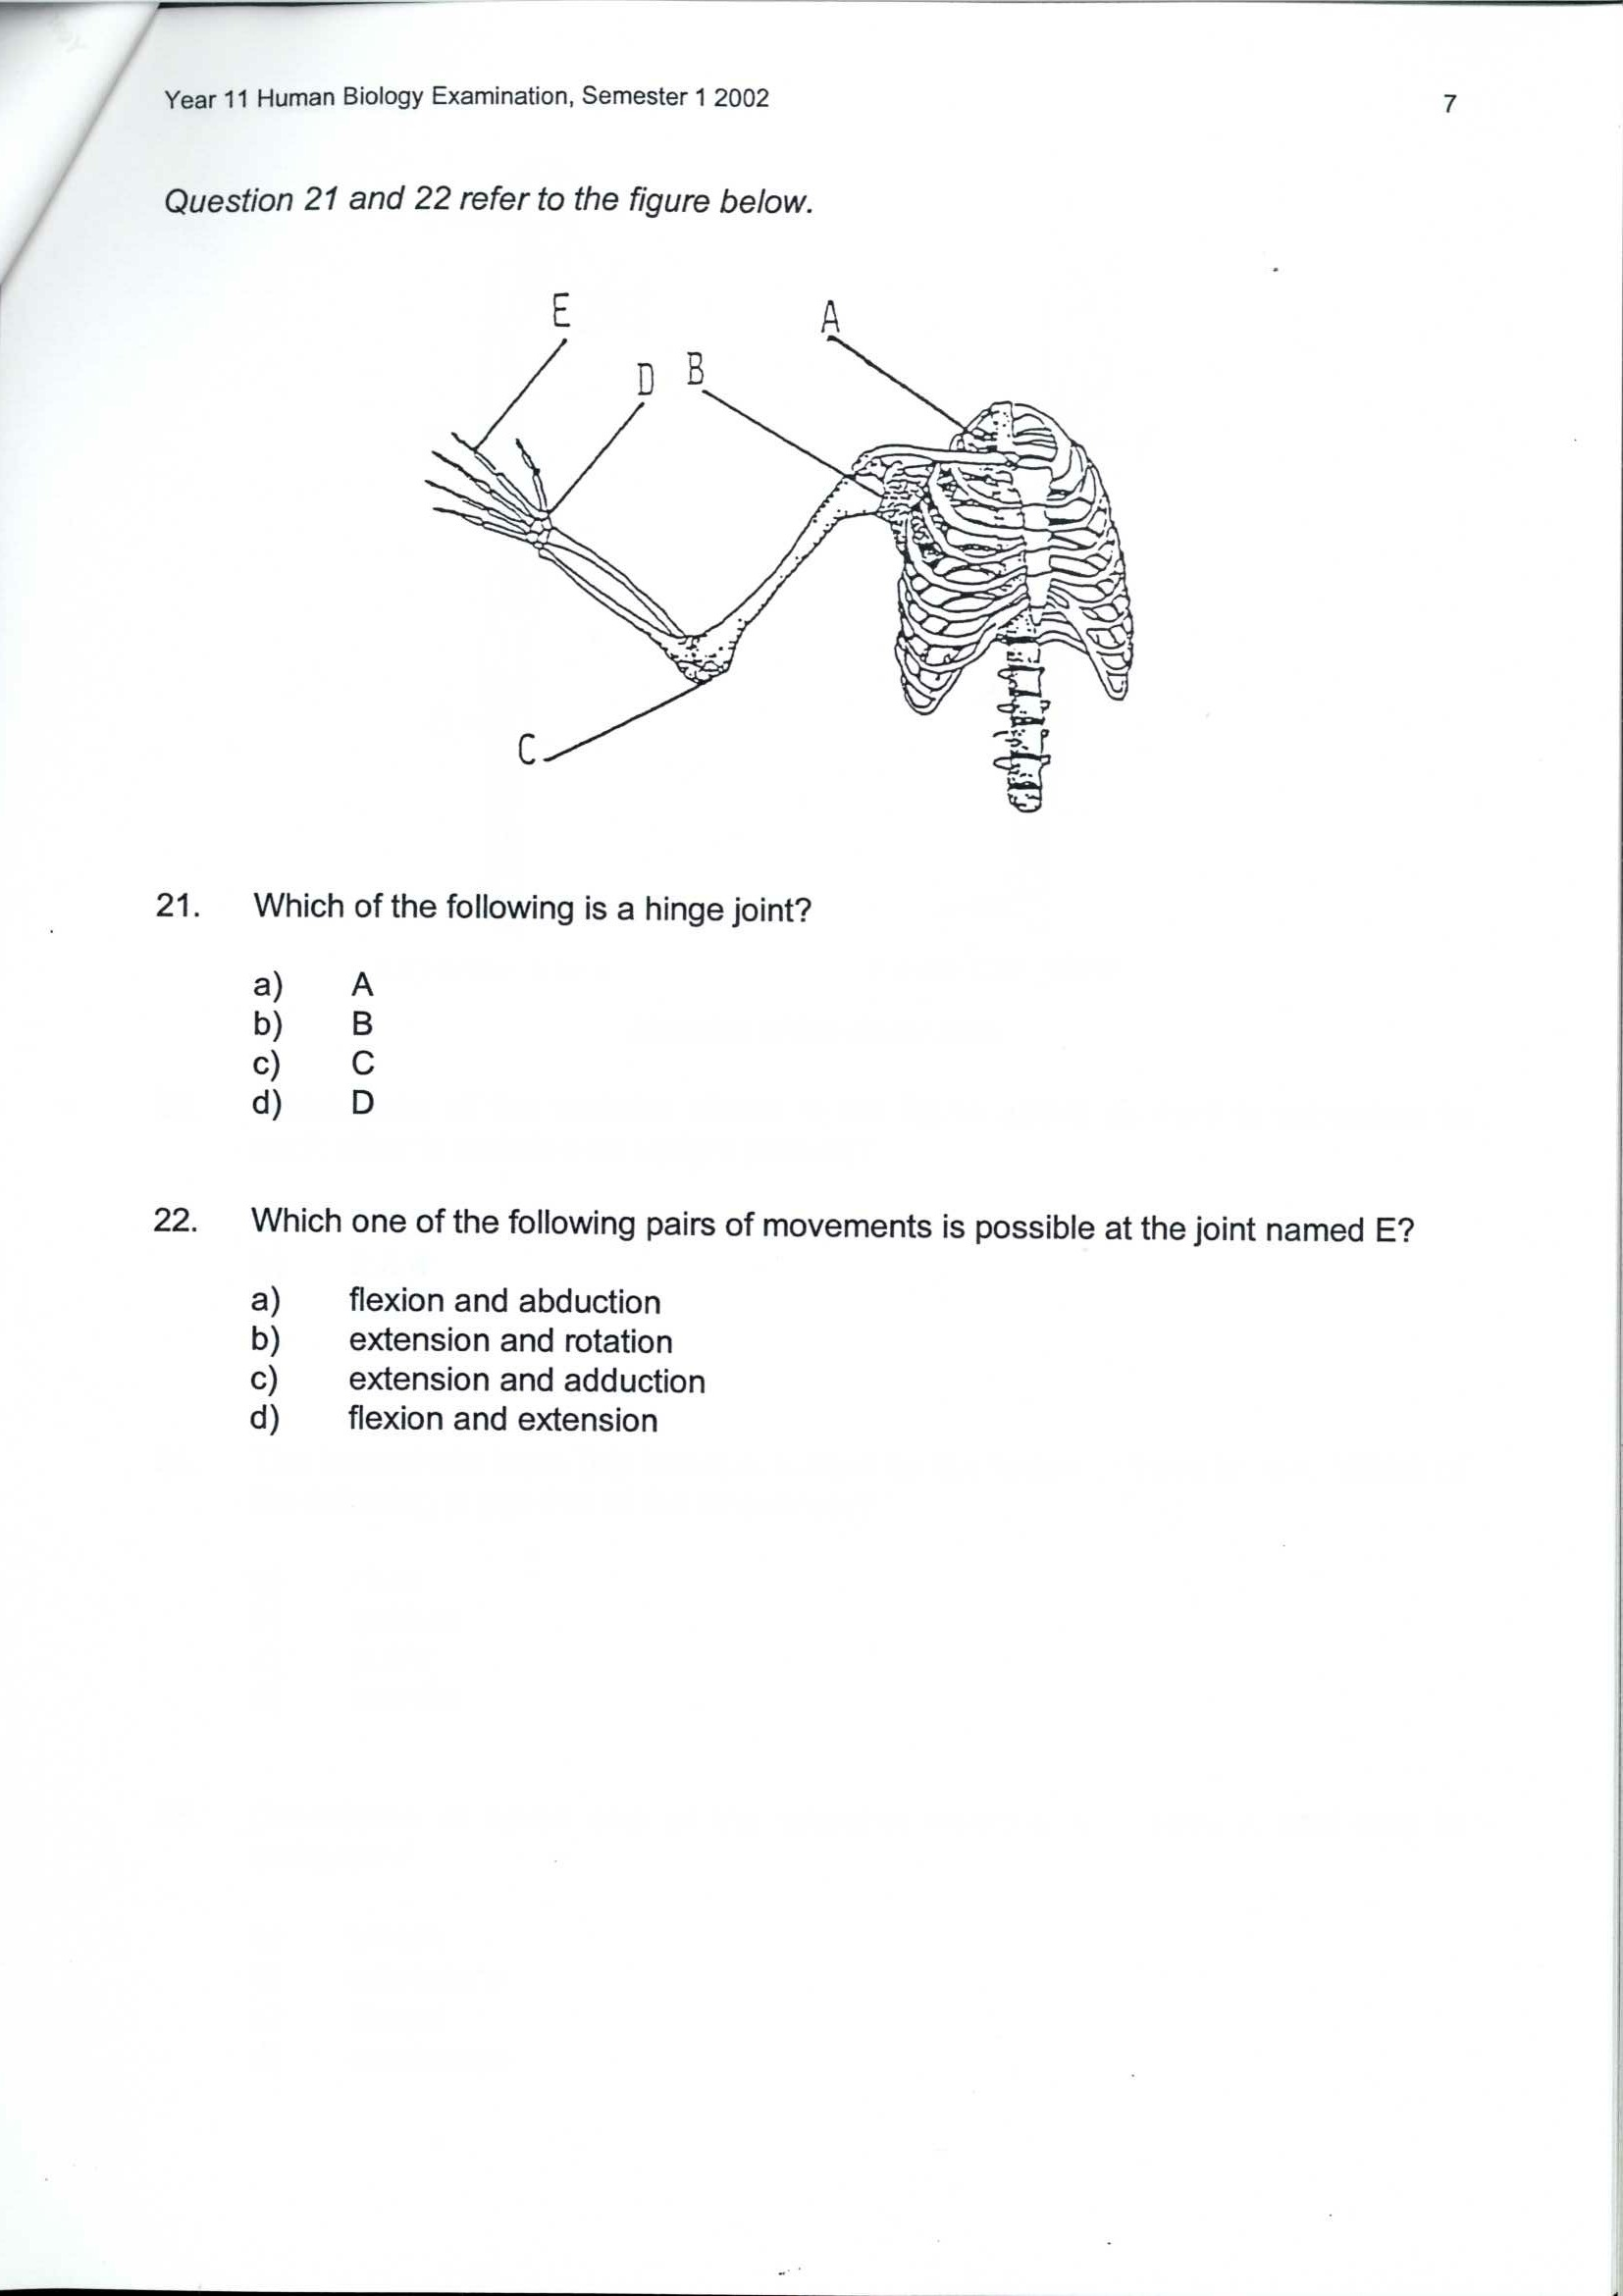 Year 11 Human Biology Examination, Semester 1 2002 7
Question 21 and 22 refer to the figure below.
E
A
D B
C
21. Which of the following is a hinge joint?
a) A
b) B
c) C
d) D
22. Which one of the following pairs of movements is possible at the joint named E?
a) flexion and abduction
b) extension and rotation
c) extension and adduction
d) flexion and extension